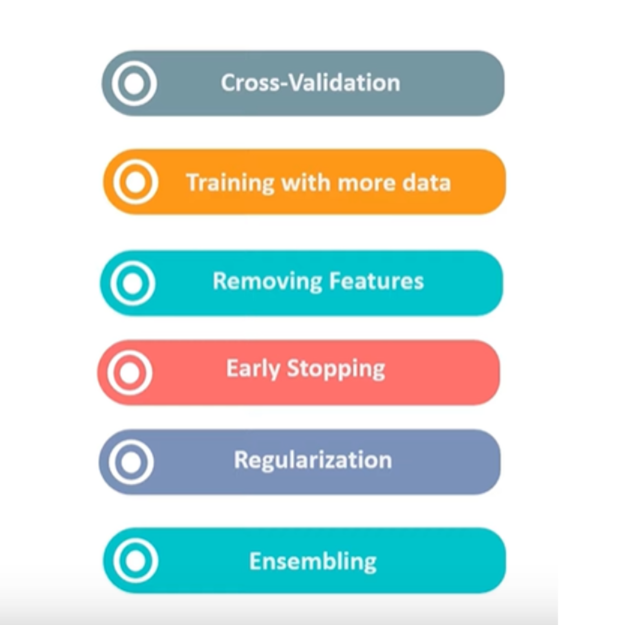 Cross-Validation
Training with more data
Removing Features
Early Stopping
Regularization
Ensembling